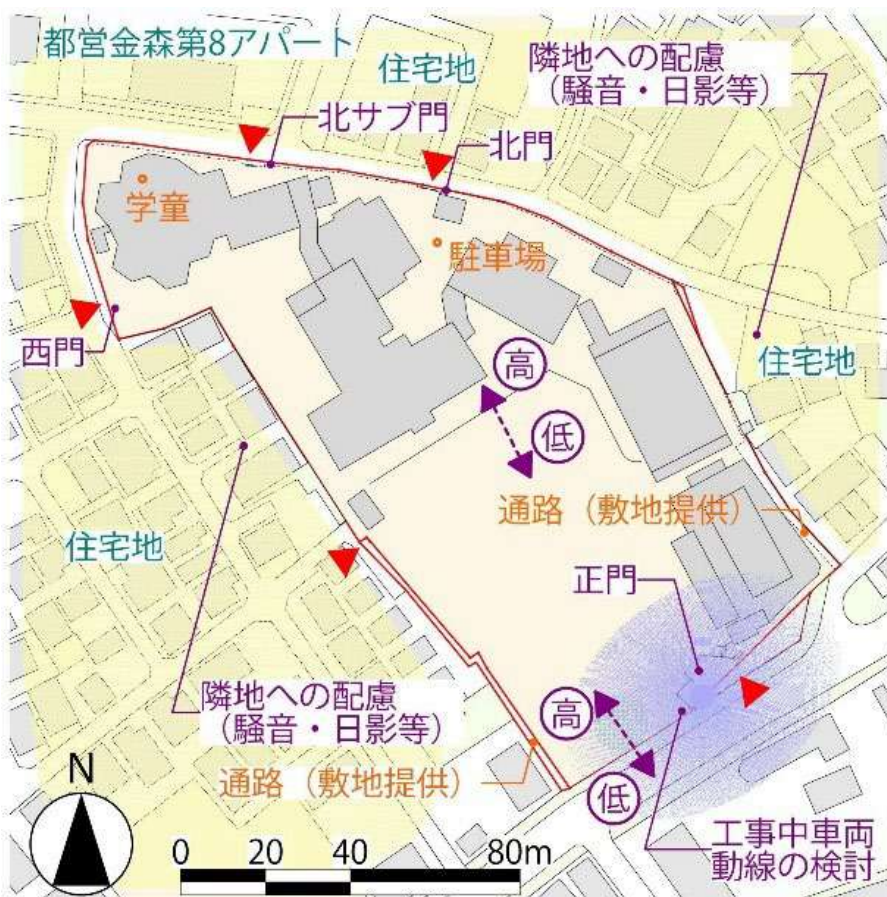 都営金森第8アパート
住宅地
隣地への配慮
（騒音・日影等）
北サブ門
北門
学童
駐車場
西門
住宅地
高
低
通路（敷地提供）
住宅地
正門
隣地への配慮
（騒音・日影等）
高
低
通路（敷地提供）
N
0 20 40 80m
工事中車両
動線の検討